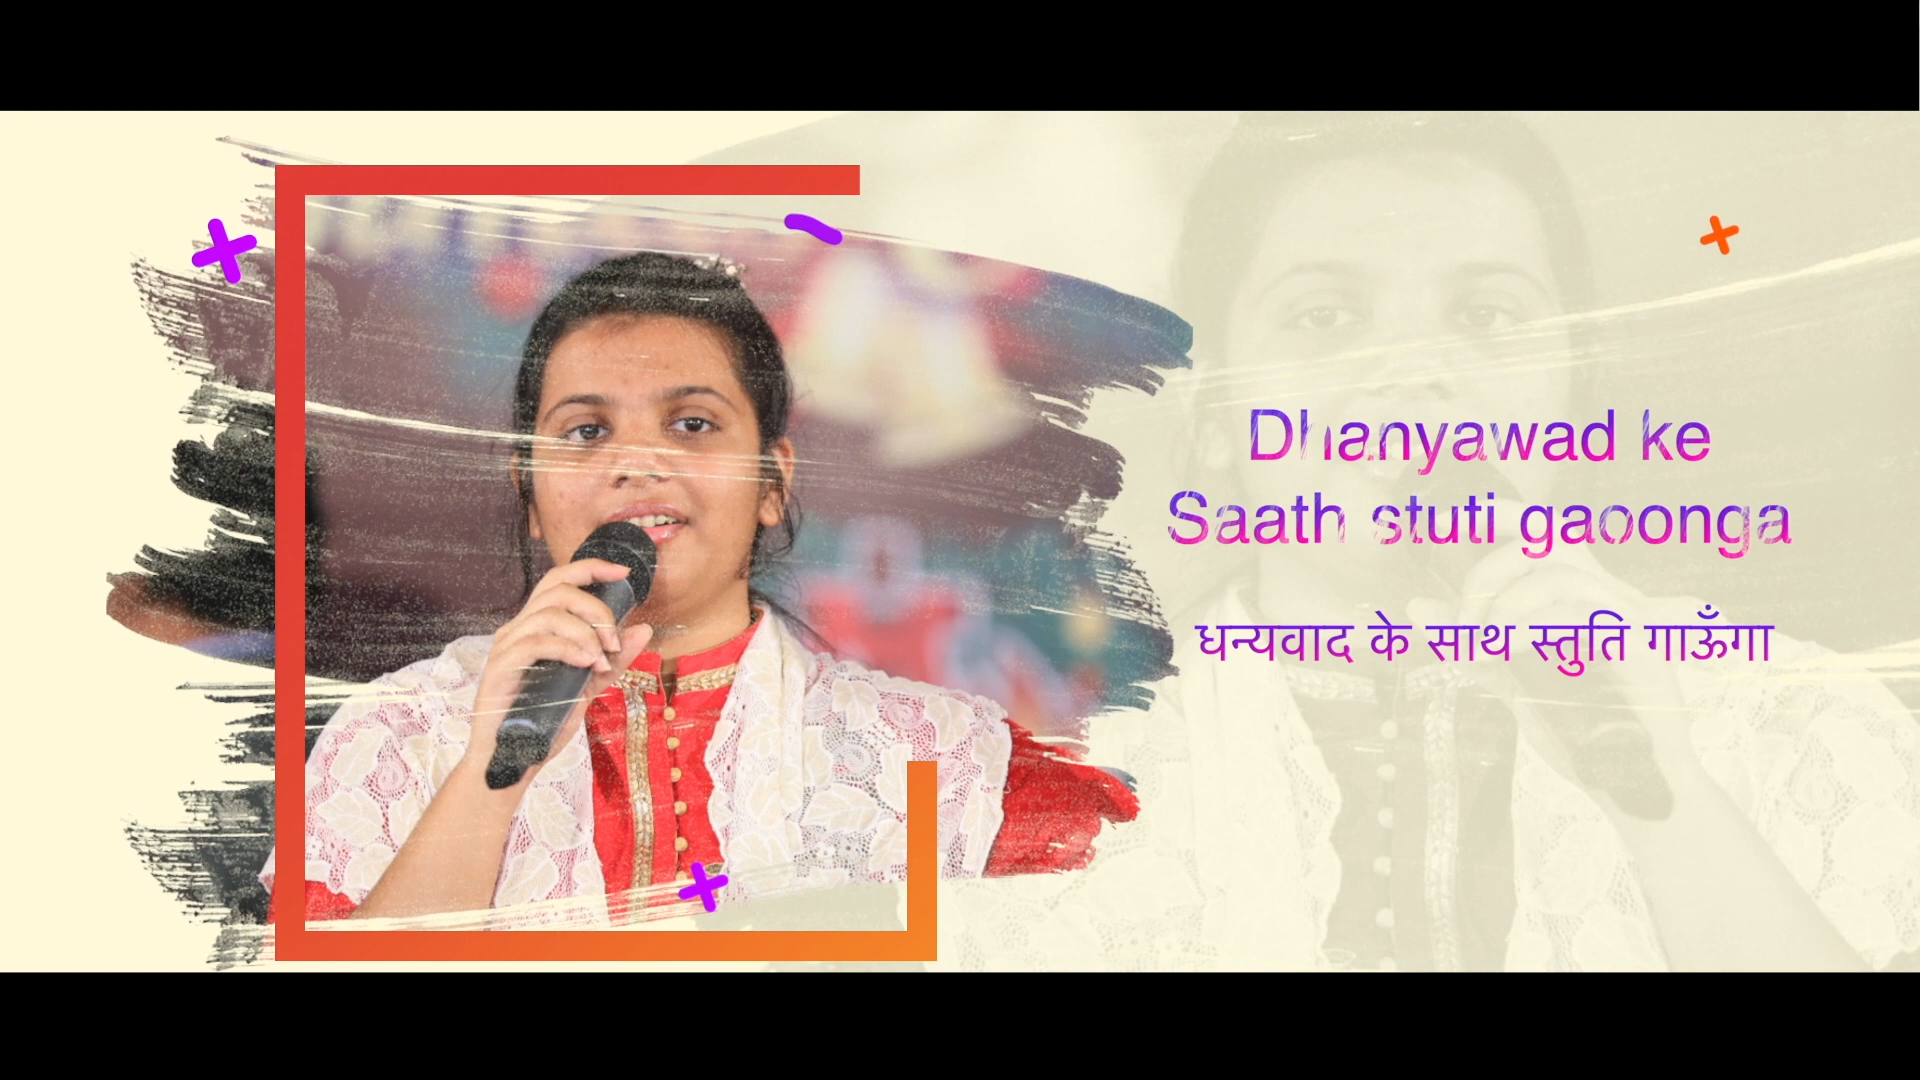 Dhanyawad ke
Saath stuti gaoonga
धन्यवाद के साथ स्तुति गाऊँगा